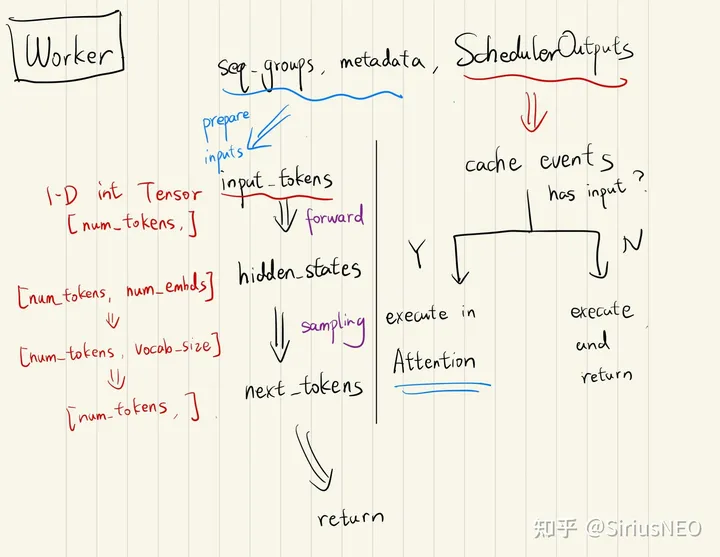 Worker
seq_groups, metadata, SchedulerOutputs
prepare
inputs
input_tokens
1-D int Tensor
[num_tokens,]
forward
hidden_states
[num_tokens, num_embds]
sampling
[num_tokens, vocab_size]
next_tokens
[num_tokens, ]
return
cache events
has input?
Y
N
execute in
Attention
execute
and
return
知乎 @SiriusNEO